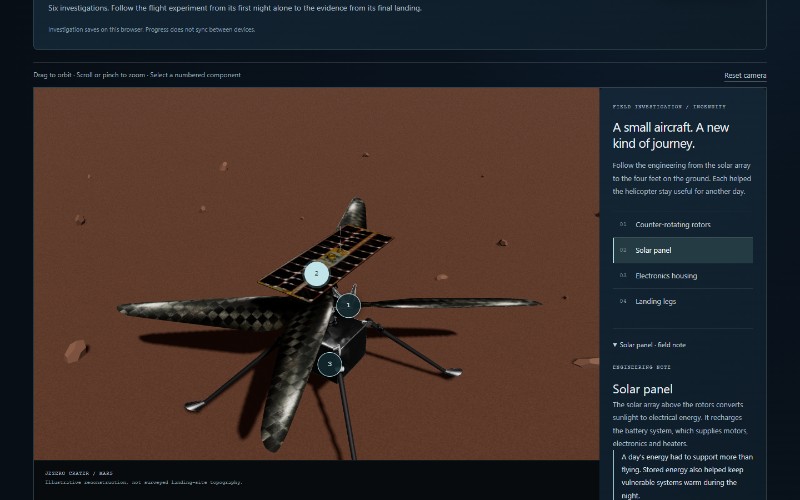 Six investigations. Follow the flight experiment from its first night alone to the evidence from its final landing.
Investigation saves on this browser. Progress does not sync between devices.
Drag to orbit · Scroll or pinch to zoom · Select a numbered component
Reset camera
FIELD INVESTIGATION / INGENUITY
A small aircraft. A new
kind of journey.
Follow the engineering from the solar array
to the four feet on the ground. Each helped
the helicopter stay useful for another day.
01 Counter-rotating rotors
02 Solar panel
03 Electronics housing
04 Landing legs
▼ Solar panel · field note
ENGINEERING NOTE
Solar panel
The solar array above the rotors converts
sunlight to electrical energy. It recharges
the battery system, which supplies motors,
electronics and heaters.
A day's energy had to support more than
flying. Stored energy also helped keep
vulnerable systems warm during the
night.
2
1
3
JEZERO CRATER / MARS
Illustrative reconstruction, not surveyed landing-site topography.